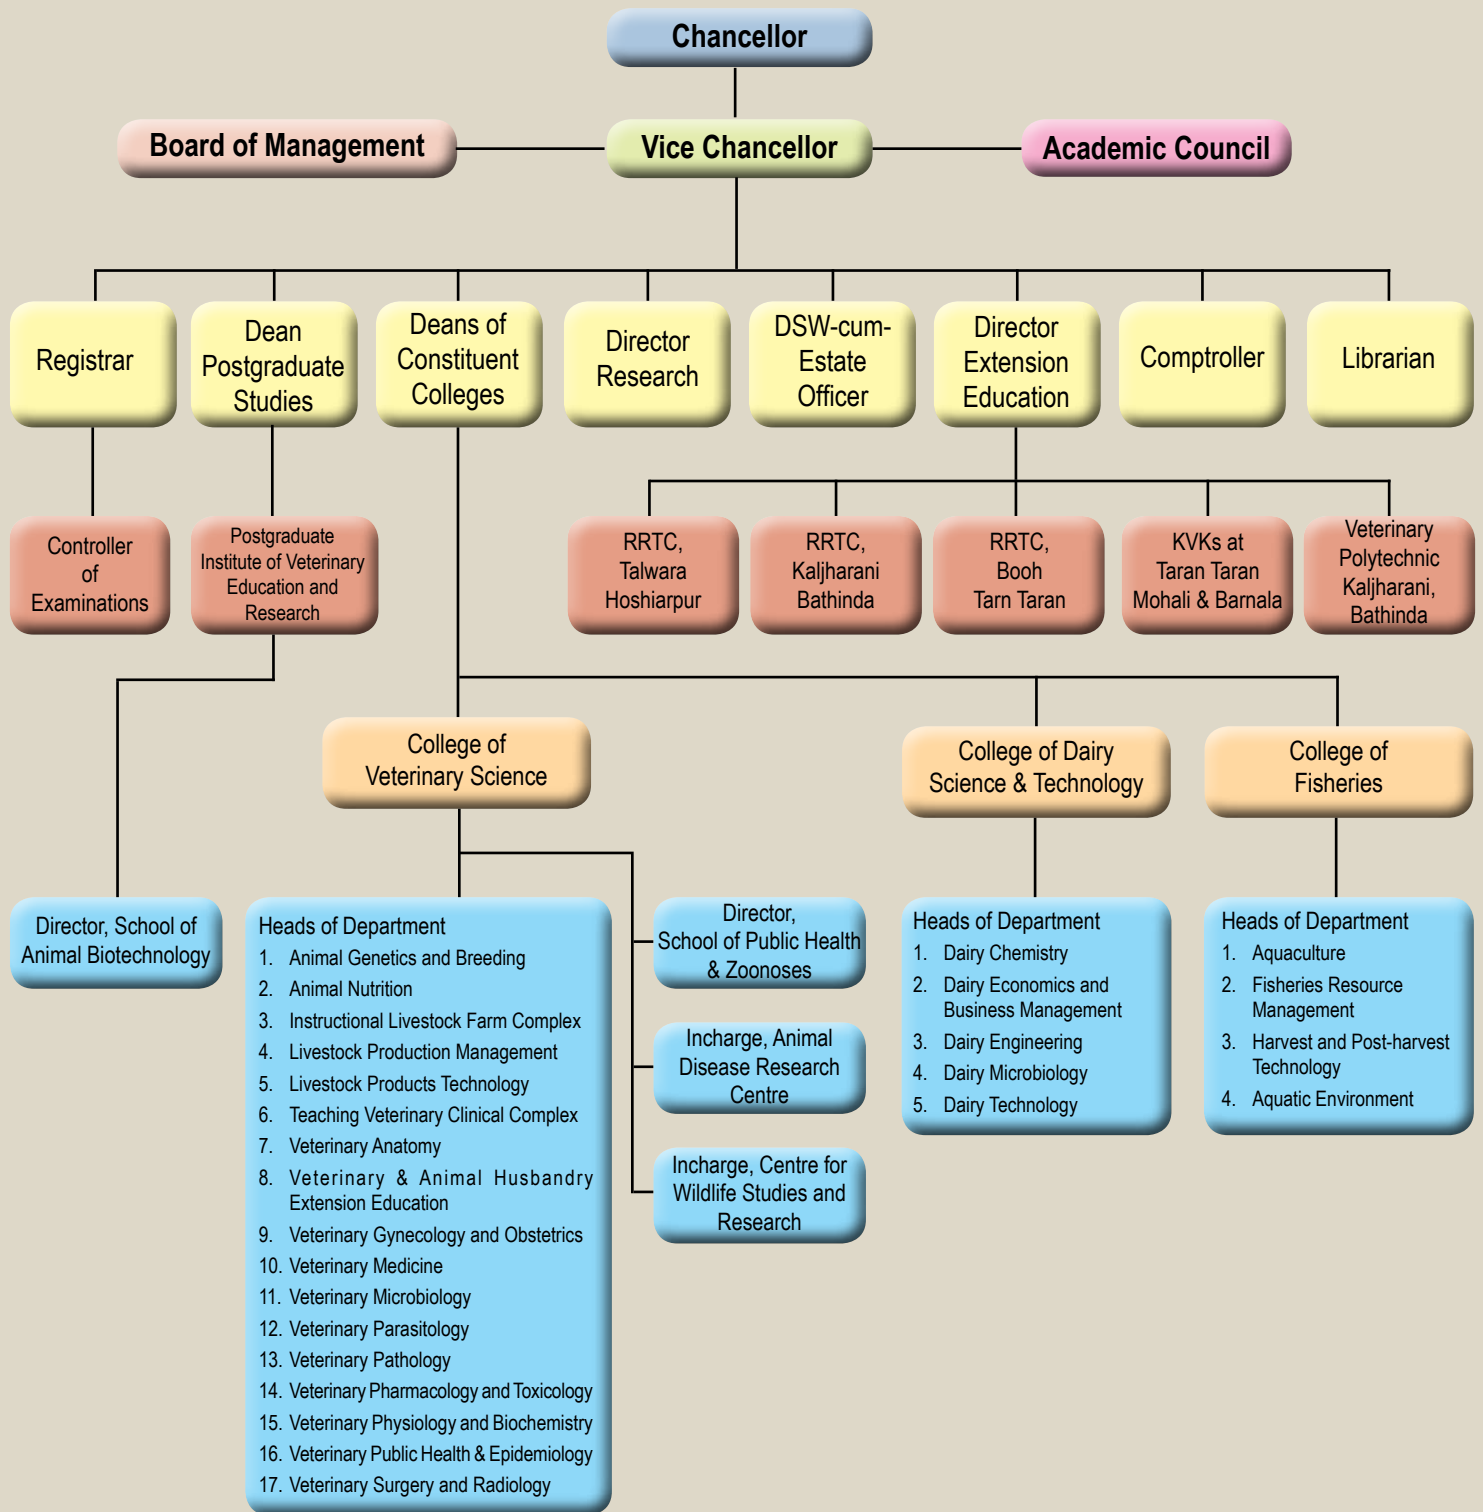 Chancellor
Board of Management
Vice Chancellor
Academic Council
Registrar
Dean
Postgraduate
Studies
Deans of
Constituent
Colleges
Director
Research
DSW-cum-
Estate
Officer
Director
Extension
Education
Comptroller
Librarian
Controller
of
Examinations
Postgraduate
Institute of Veterinary
Education and
Research
RRTC,
Talwara
Hoshiarpur
RRTC,
Kaljharani
Bathinda
RRTC,
Booh
Tarn Taran
KVKs at
Taran Taran
Mohali & Barnala
Veterinary
Polytechnic
Kaljharani,
Bathinda
College of
Veterinary Science
College of Dairy
Science & Technology
College of
Fisheries
Director, School of
Animal Biotechnology
Heads of Department
1. Animal Genetics and Breeding
2. Animal Nutrition
3. Instructional Livestock Farm Complex
4. Livestock Production Management
5. Livestock Products Technology
6. Teaching Veterinary Clinical Complex
7. Veterinary Anatomy
8. Veterinary & Animal Husbandry
Extension Education
9. Veterinary Gynecology and Obstetrics
10. Veterinary Medicine
11. Veterinary Microbiology
12. Veterinary Parasitology
13. Veterinary Pathology
14. Veterinary Pharmacology and Toxicology
15. Veterinary Physiology and Biochemistry
16. Veterinary Public Health & Epidemiology
17. Veterinary Surgery and Radiology
Director,
School of Public Health
& Zoonoses
Incharge, Animal
Disease Research
Centre
Incharge, Centre for
Wildlife Studies and
Research
Heads of Department
1. Dairy Chemistry
2. Dairy Economics and
Business Management
3. Dairy Engineering
4. Dairy Microbiology
5. Dairy Technology
Heads of Department
1. Aquaculture
2. Fisheries Resource
Management
3. Harvest and Post-harvest
Technology
4. Aquatic Environment